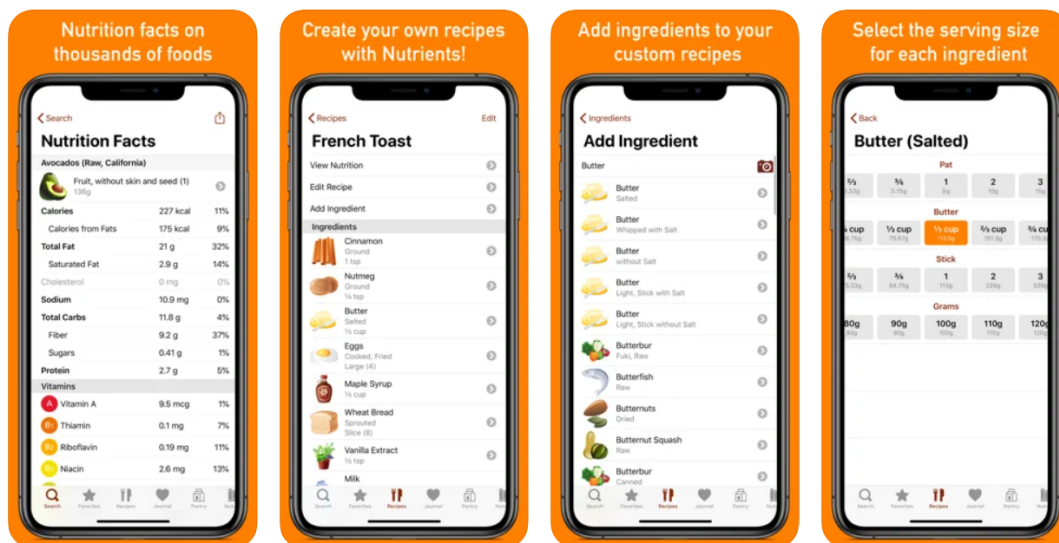 Nutrition facts on
thousands of foods
Search
Nutrition Facts
Avocados (Raw, California)
Fruit, without skin and seed (1)
136g
Calories 227 kcal 11%
Calories from Fats 175 kcal 9%
Total Fat 21 g 32%
Saturated Fat 2.9 g 14%
Cholesterol 0 mg 0%
Sodium 10.9 mg 0%
Total Carbs 11.8 g 4%
Fiber 9.2 g 37%
Sugars 0.41 g 1%
Protein 2.7 g 5%
Vitamins
A Vitamin A 9.5 mcg 1%
B1 Thiamin 0.1 mg 7%
B2 Riboflavin 0.19 mg 11%
B3 Niacin 2.6 mg 13%
Search Favorites Recipes Journal Pantry
Create your own recipes
with Nutrients!
Recipes Edit
French Toast
View Nutrition
Edit Recipe
Add Ingredient
Ingredients
Cinnamon
Ground
1 tsp
Nutmeg
Ground
¼ tsp
Butter
Salted
½ cup
Eggs
Cooked, Fried
Large (4)
Maple Syrup
½ cup
Wheat Bread
Sprouted
Slice (8)
Vanilla Extract
½ tsp
Milk
Search Favorites Recipes Journal Pantry
Add ingredients to your
custom recipes
Ingredients
Add Ingredient
Butter
Butter
Salted
Butter
Whipped with Salt
Butter
without Salt
Butter
Light, Stick with Salt
Butter
Light, Stick without Salt
Butterbur
Fuki, Raw
Butterfish
Raw
Butternuts
Dried
Butternut Squash
Raw
Butterbur
Canned
Search Favorites Recipes Journal Pantry
Select the serving size
for each ingredient
Back
Butter (Salted)
Pat
⅔ ¾ 1 2 3
3.75g 5g 10g 15g
Butter
⅓ cup ½ cup ⅔ cup
75.67g 113.5g 151.3g
Stick
⅔ ¾ 1 2 3
84.75g 113g 226g
Grams
80g 90g 100g 110g 120g
80g 90g 100g 110g
Search Favorites Recipes Journal Pantry